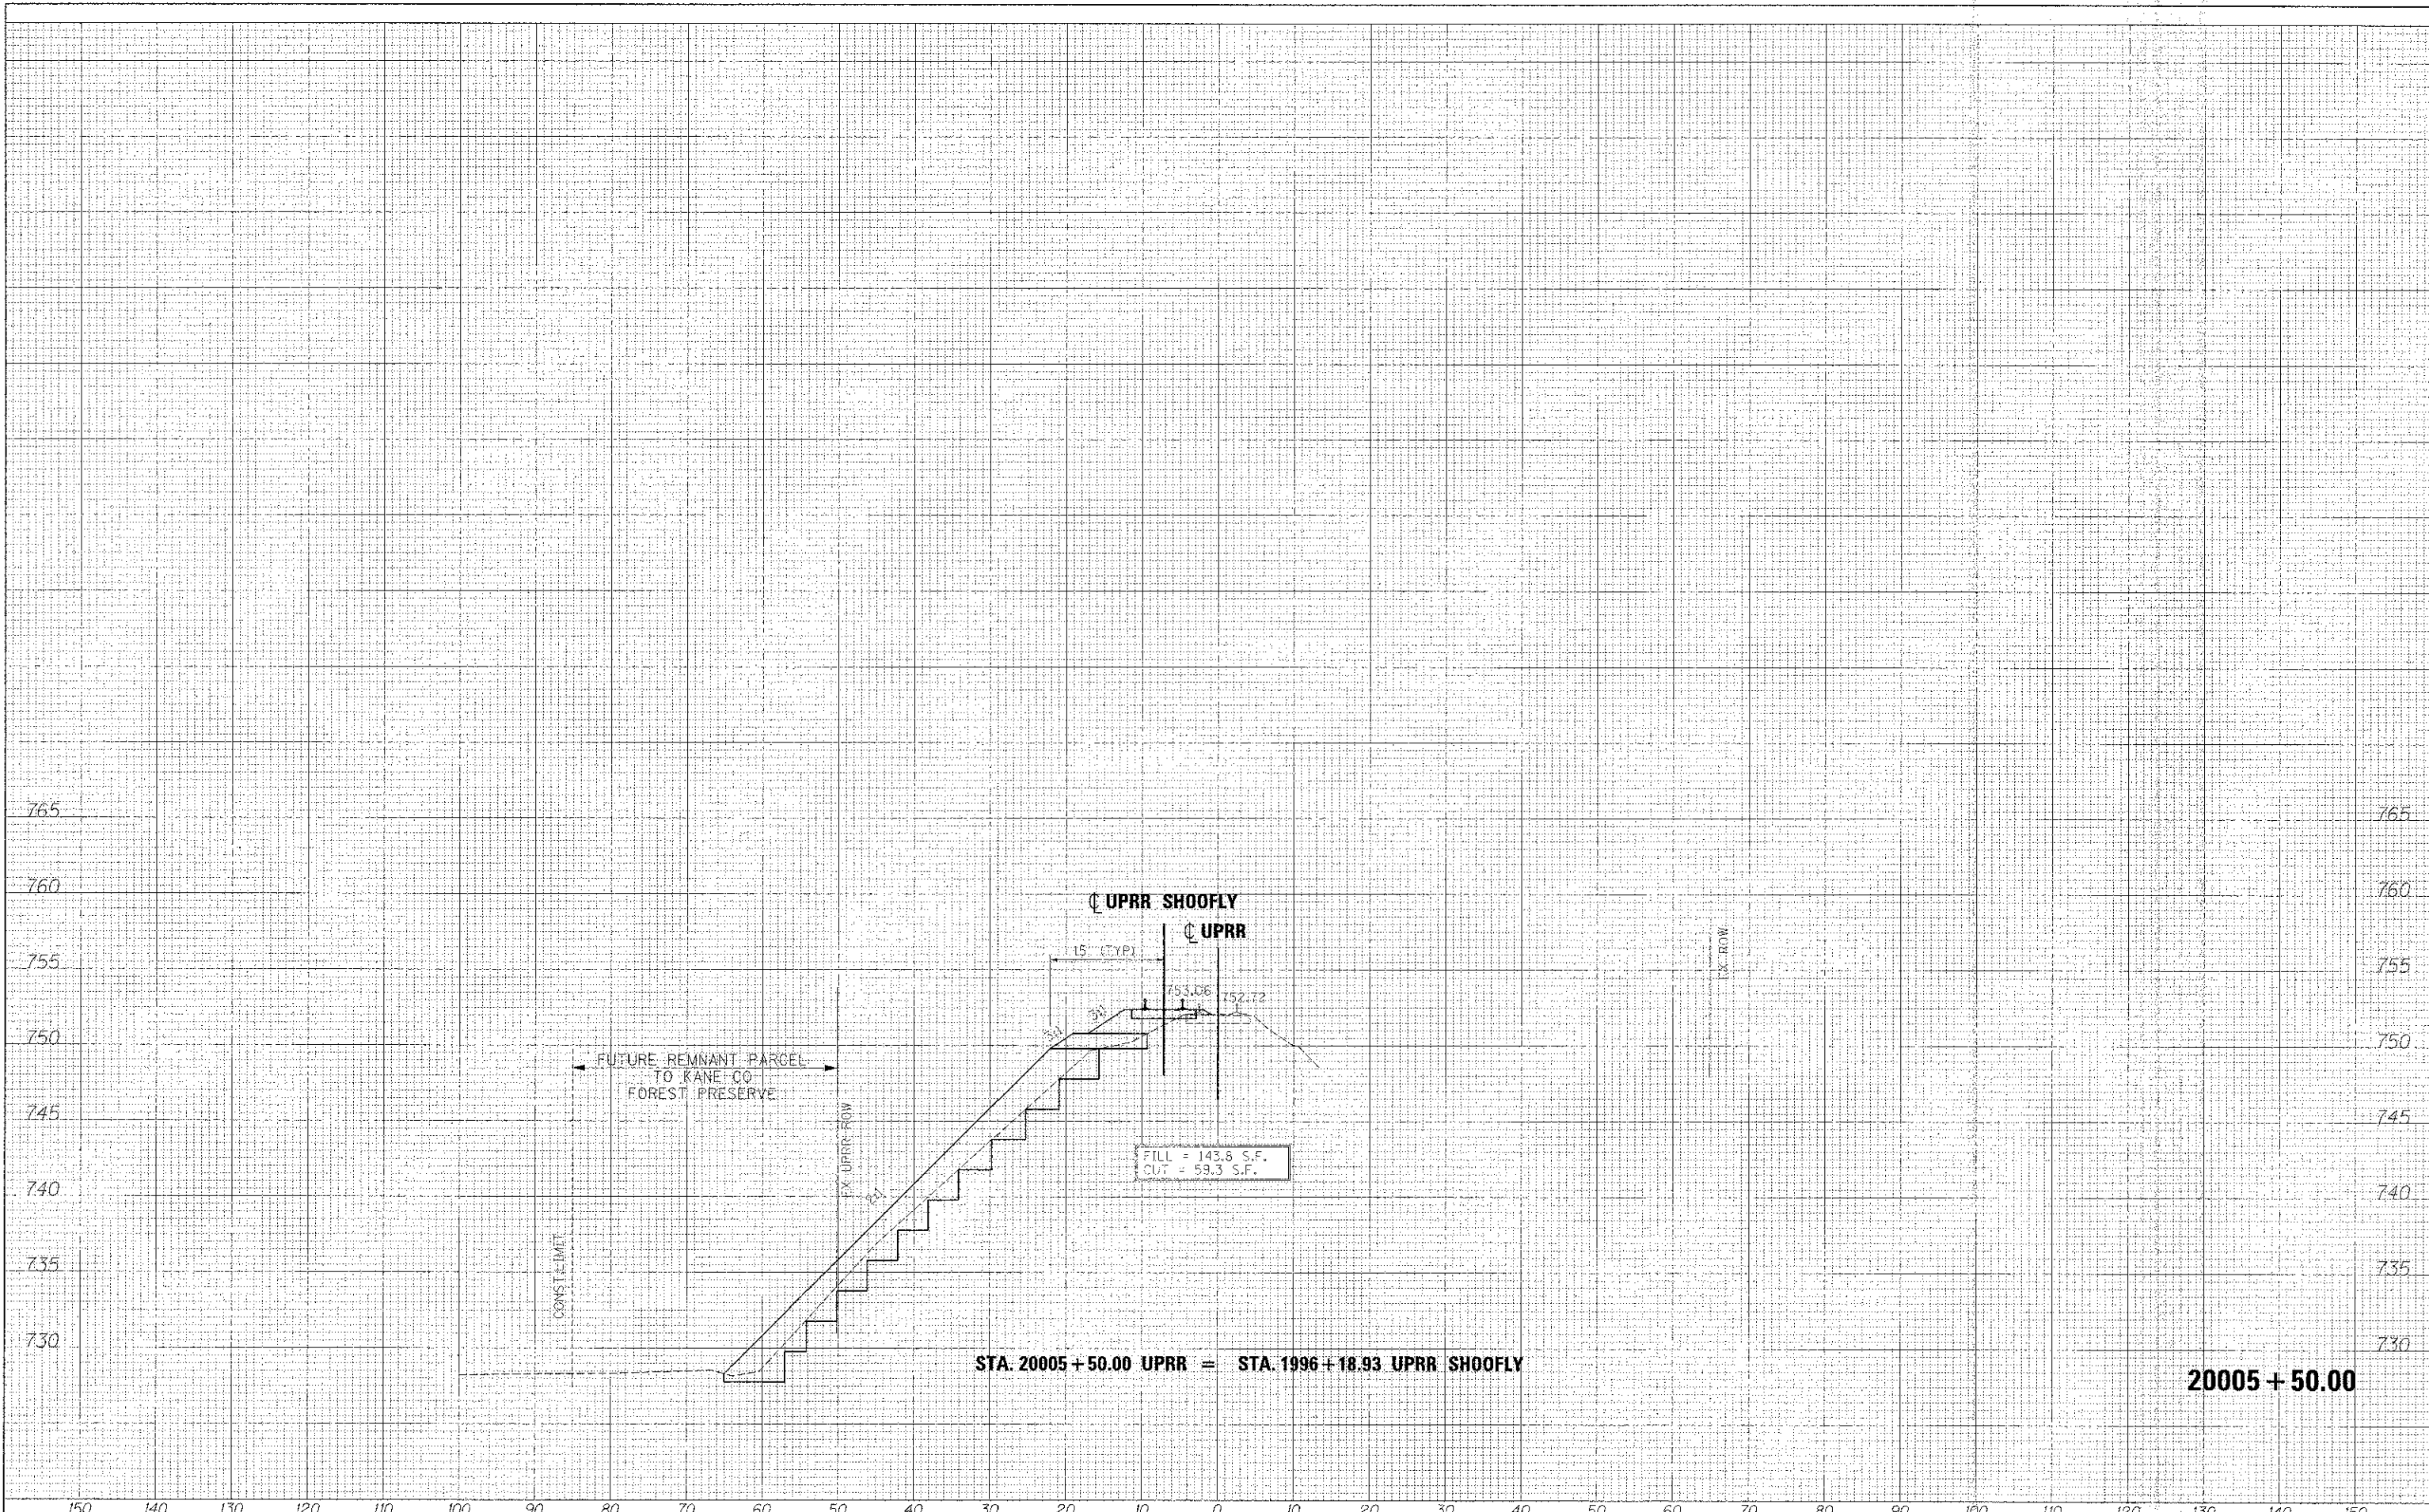 765 765
760 760
℄ UPRR SHOOFLY
℄ UPRR
15' (TYP)
755 755
EX. ROW
753.06 752.72
3:1
3:1
750 750
FUTURE REMNANT PARCEL
TO KANE CO
FOREST PRESERVE
745 745
EX UPRR ROW
FILL = 143.8 S.F.
CUT = 59.3 S.F.
740 740
2:1
CONST. LIMIT
735 735
730 730
STA. 20005+50.00 UPRR = STA. 1996+18.93 UPRR SHOOFLY
20005+50.00
150 140 130 120 110 100 90 80 70 60 50 40 30 20 10 0 10 20 30 40 50 60 70 80 90 100 110 120 130 140 150